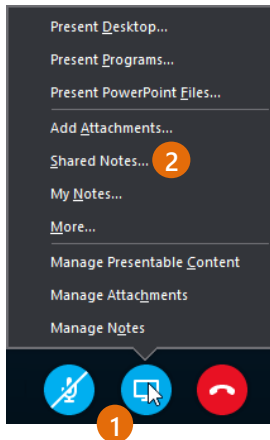 Present Desktop...
Present Programs...
Present PowerPoint Files...
Add Attachments...
Shared Notes... 2
My Notes...
More...
Manage Presentable Content
Manage Attachments
Manage Notes
1